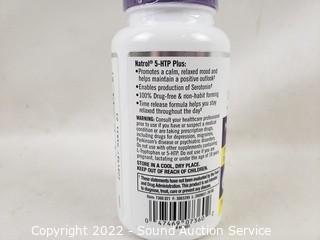 Natrol® 5-HTP Plus:
• Promotes a calm, relaxed mood and
helps maintain a positive outlook†
• Enables production of Serotonin†
• 100% Drug-free & non-habit forming
• Time release formula helps you stay
relaxed throughout the day†
WARNING: Consult your healthcare professional
prior to use if you have or suspect a medical
condition or are taking prescription drugs,
including drugs for depression, migraines,
Parkinson's disease or psychiatric disorders.
Do not use with other supplements containing
L-Tryptophan or 5-HTP. Do not use if you are
pregnant, lactating or under age of 18 years.
STORE IN A COOL, DRY PLACE.
KEEP OUT OF REACH OF CHILDREN.
†These statements have not been evaluated by the Food
and Drug Administration. This product is not intended
to diagnose, treat, cure or prevent any disease.
Copyright © 2022 - Sound Auction Service